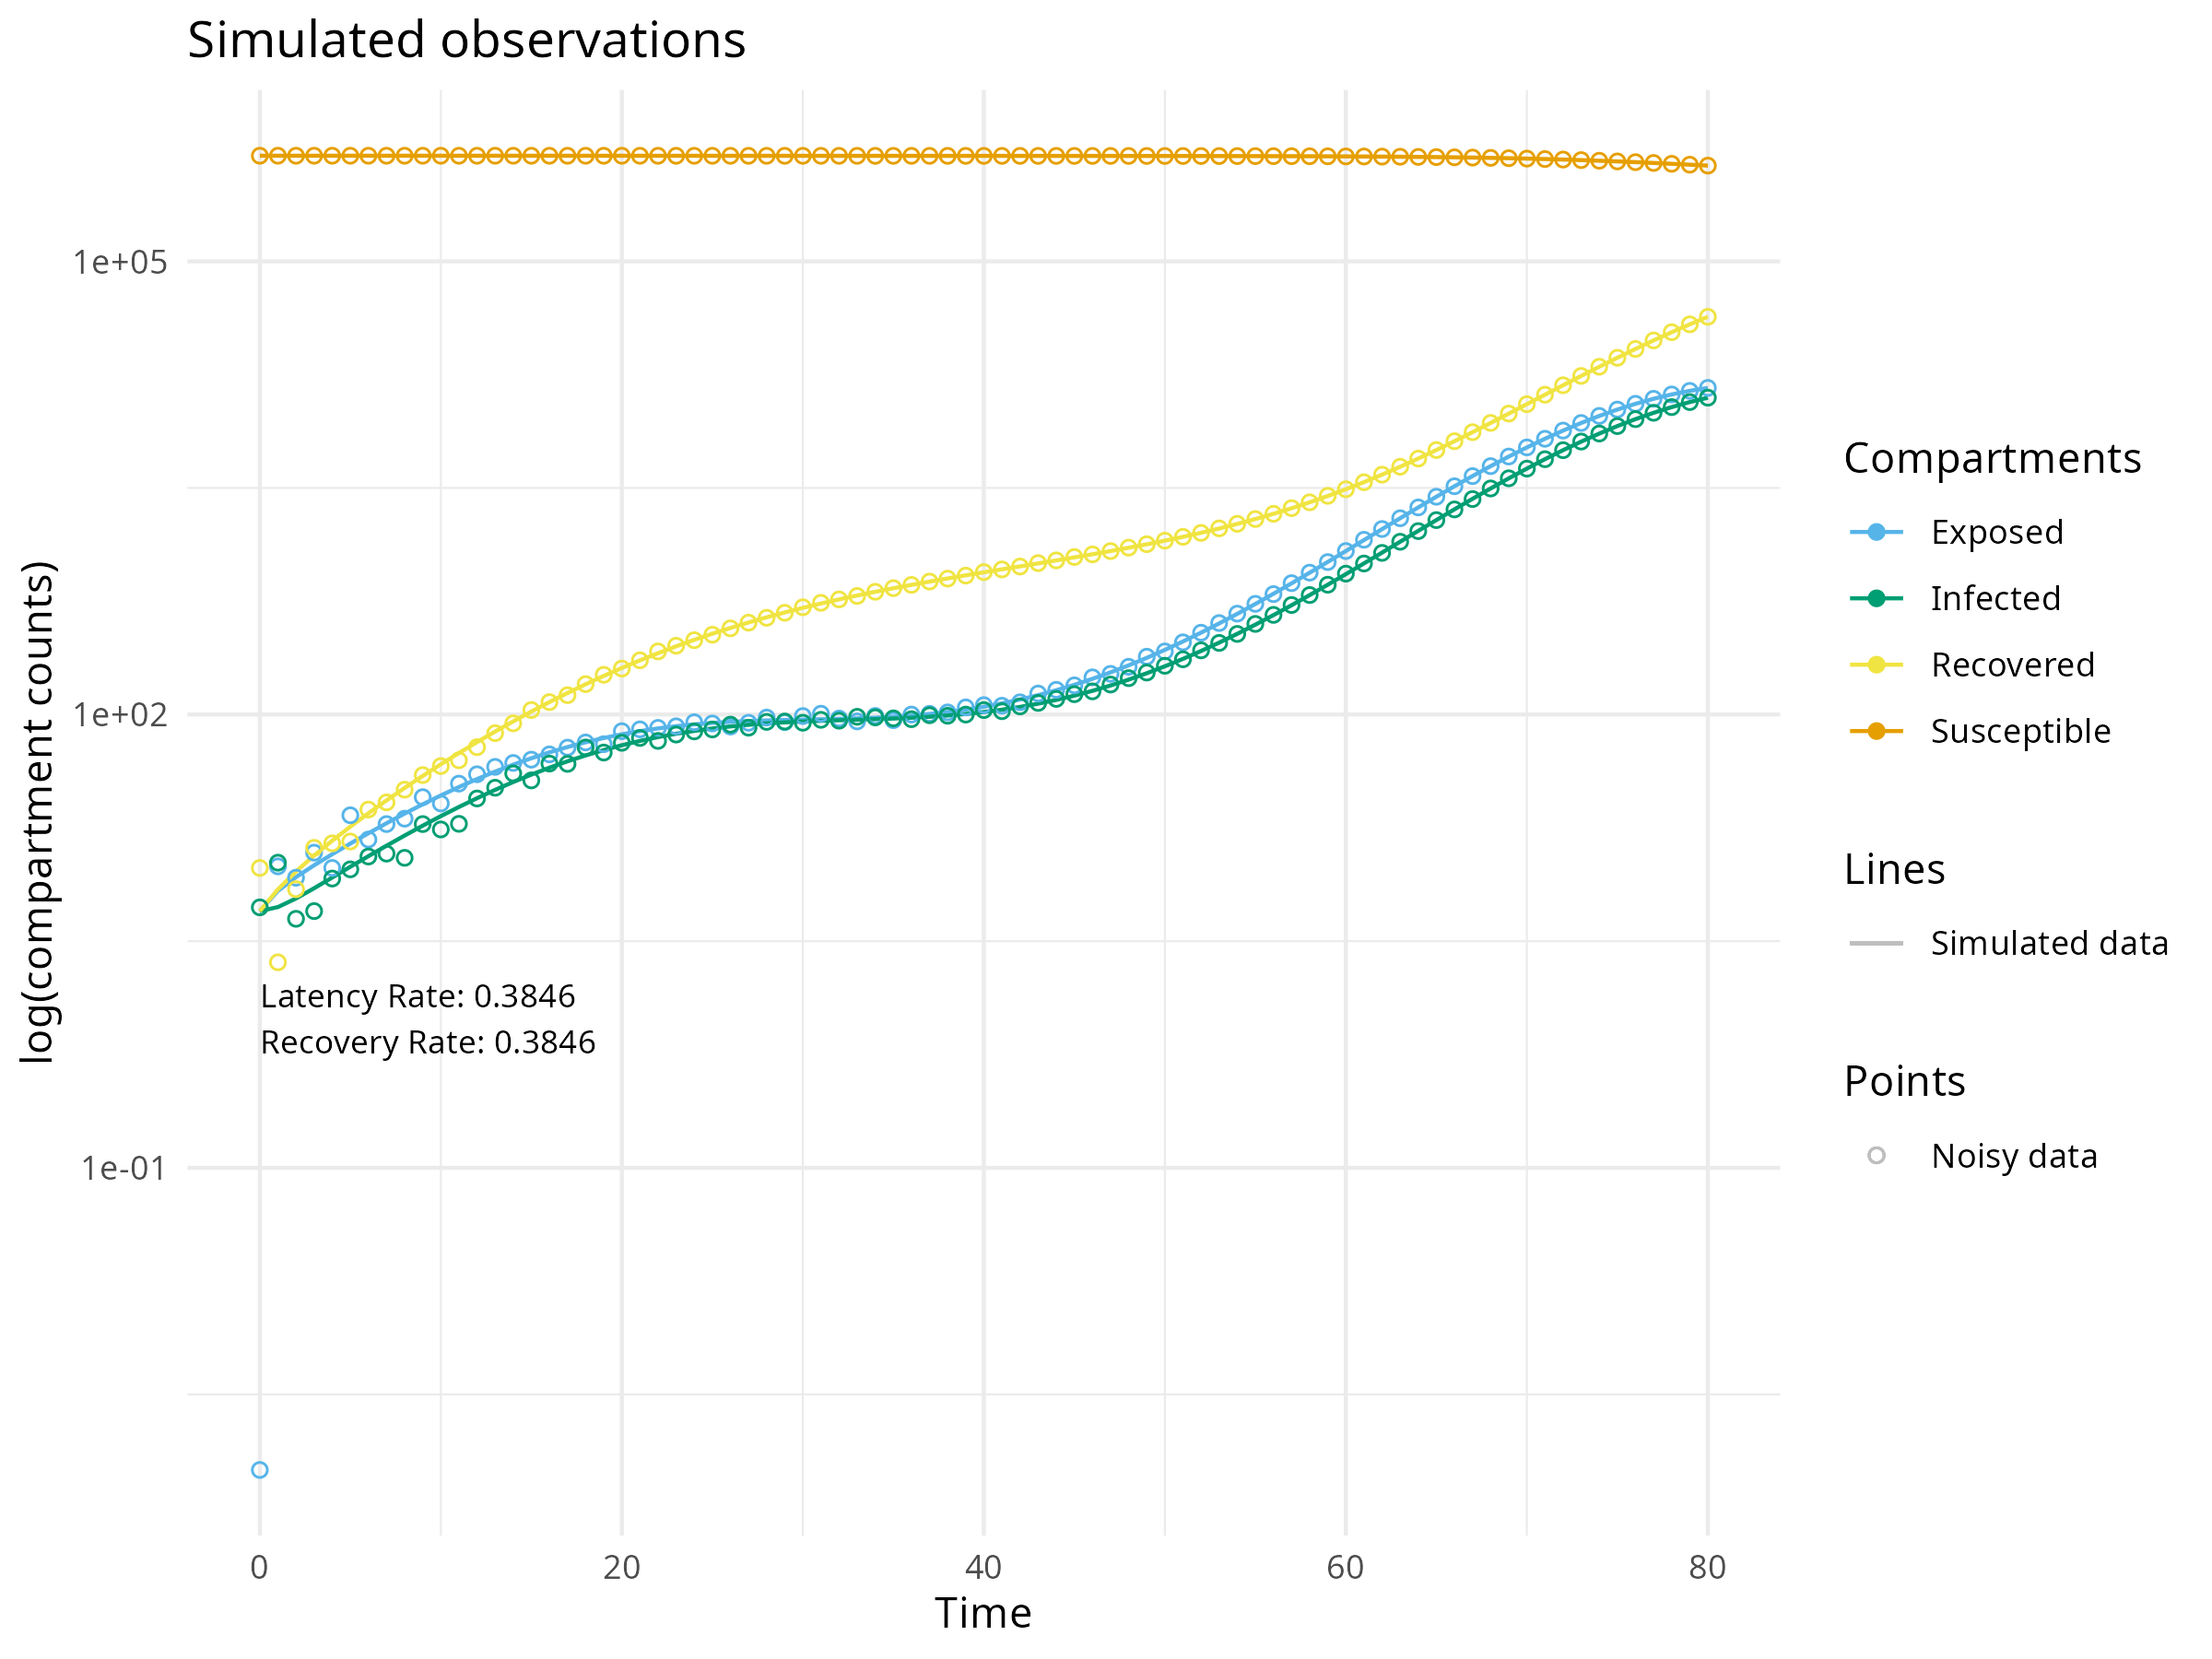 Simulated observations
log(compartment counts)
1e+05
1e+02
1e-01
Latency Rate: 0.3846
Recovery Rate: 0.3846
0 20 40 60 80
Time
Compartments
Exposed
Infected
Recovered
Susceptible
Lines
Simulated data
Points
Noisy data